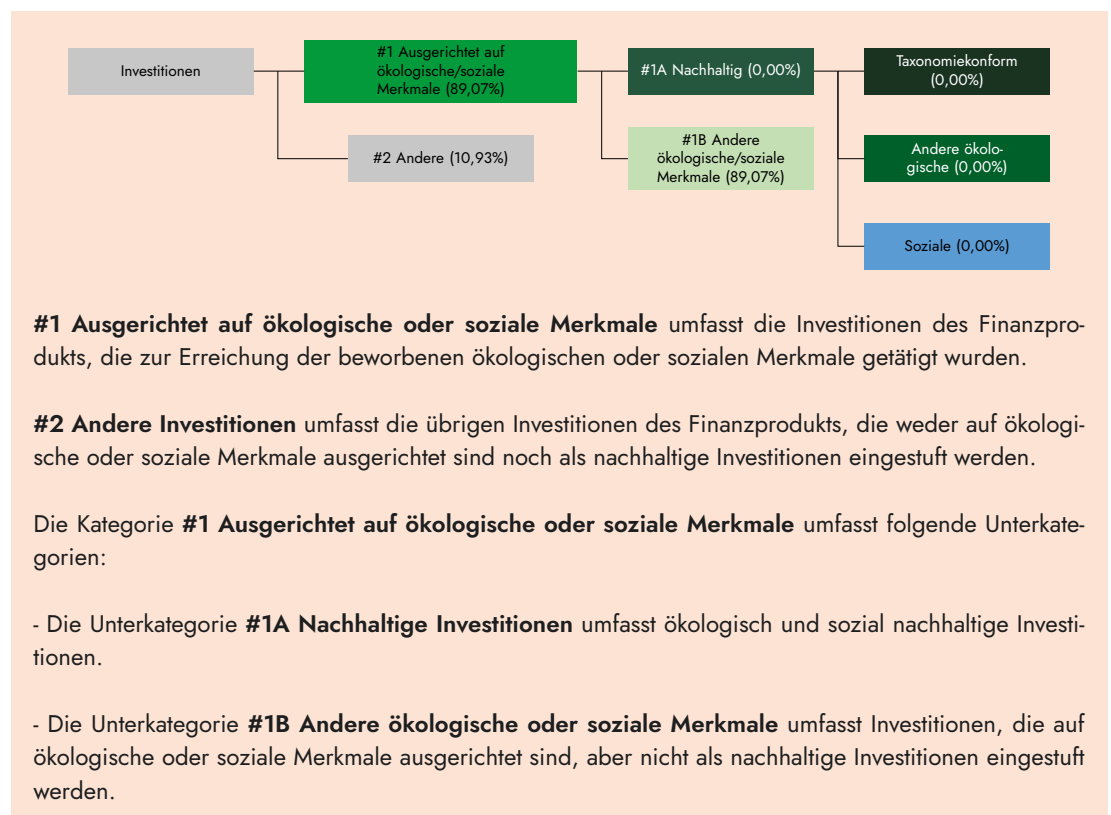 Investitionen
#1 Ausgerichtet auf
ökologische/soziale
Merkmale (89,07%)
#1A Nachhaltig (0,00%)
Taxonomiekonform
(0,00%)
#2 Andere (10,93%)
#1B Andere
ökologische/soziale
Merkmale (89,07%)
Andere ökolo-
gische (0,00%)
Soziale (0,00%)
#1 Ausgerichtet auf ökologische oder soziale Merkmale umfasst die Investitionen des Finanzpro-
dukts, die zur Erreichung der beworbenen ökologischen oder sozialen Merkmale getätigt wurden.
#2 Andere Investitionen umfasst die übrigen Investitionen des Finanzprodukts, die weder auf ökologi-
sche oder soziale Merkmale ausgerichtet sind noch als nachhaltige Investitionen eingestuft werden.
Die Kategorie #1 Ausgerichtet auf ökologische oder soziale Merkmale umfasst folgende Unterkate-
gorien:
- Die Unterkategorie #1A Nachhaltige Investitionen umfasst ökologisch und sozial nachhaltige Investi-
tionen.
- Die Unterkategorie #1B Andere ökologische oder soziale Merkmale umfasst Investitionen, die auf
ökologische oder soziale Merkmale ausgerichtet sind, aber nicht als nachhaltige Investitionen eingestuft
werden.